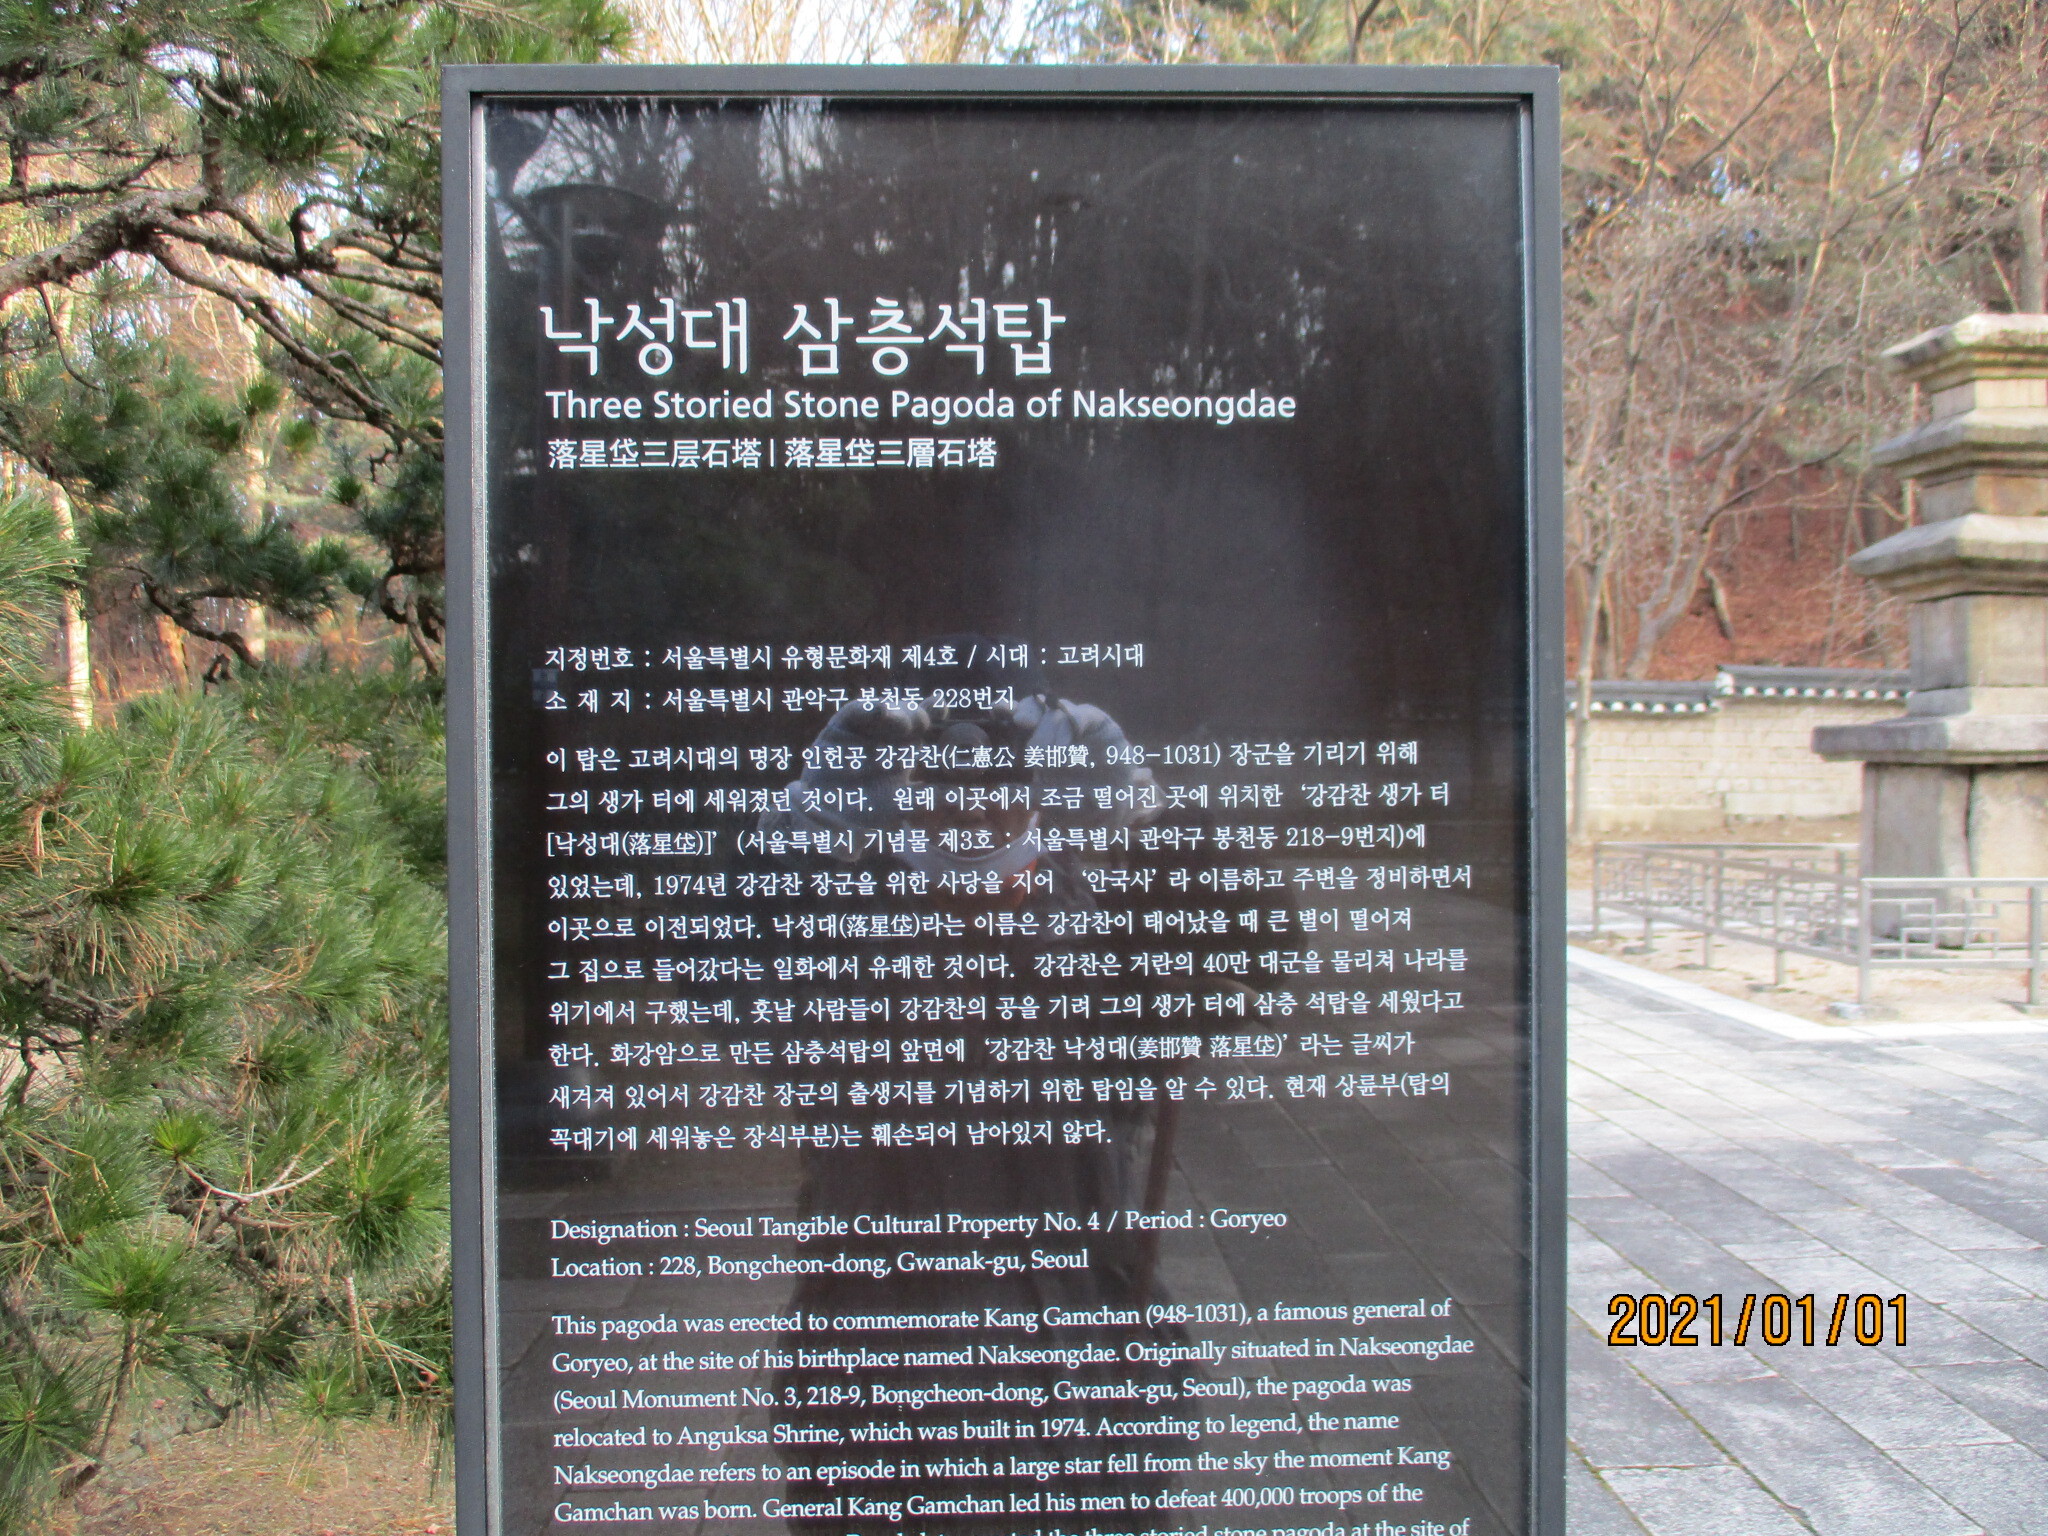 낙성대 삼층석탑
Three Storied Stone Pagoda of Nakseongdae
落星垈三层石塔 | 落星垈三層石塔
지정번호 : 서울특별시 유형문화재 제4호 / 시대 : 고려시대
소 재 지 : 서울특별시 관악구 봉천동 228번지
이 탑은 고려시대의 명장 인헌공 강감찬(仁憲公 姜邯贊, 948-1031) 장군을 기리기 위해
그의 생가 터에 세워졌던 것이다. 원래 이곳에서 조금 떨어진 곳에 위치한 ‘강감찬 생가 터
[낙성대(落星垈)]’ (서울특별시 기념물 제3호 : 서울특별시 관악구 봉천동 218-9번지)에
있었는데, 1974년 강감찬 장군을 위한 사당을 지어 ‘안국사’ 라 이름하고 주변을 정비하면서
이곳으로 이전되었다. 낙성대(落星垈)라는 이름은 강감찬이 태어났을 때 큰 별이 떨어져
그 집으로 들어갔다는 일화에서 유래한 것이다. 강감찬은 거란의 40만 대군을 물리쳐 나라를
위기에서 구했는데, 훗날 사람들이 강감찬의 공을 기려 그의 생가 터에 삼층 석탑을 세웠다고
한다. 화강암으로 만든 삼층석탑의 앞면에 ‘강감찬 낙성대(姜邯贊 落星垈)’ 라는 글씨가
새겨져 있어서 강감찬 장군의 출생지를 기념하기 위한 탑임을 알 수 있다. 현재 상륜부(탑의
꼭대기에 세워놓은 장식부분)는 훼손되어 남아있지 않다.
Designation : Seoul Tangible Cultural Property No. 4 / Period : Goryeo
Location : 228, Bongcheon-dong, Gwanak-gu, Seoul
This pagoda was erected to commemorate Kang Gamchan (948-1031), a famous general of
Goryeo, at the site of his birthplace named Nakseongdae. Originally situated in Nakseongdae
(Seoul Monument No. 3, 218-9, Bongcheon-dong, Gwanak-gu, Seoul), the pagoda was
relocated to Anguksa Shrine, which was built in 1974. According to legend, the name
Nakseongdae refers to an episode in which a large star fell from the sky the moment Kang
Gamchan was born. General Kang Gamchan led his men to defeat 400,000 troops of the
the three storied stone pagoda at the site of
2021/01/01